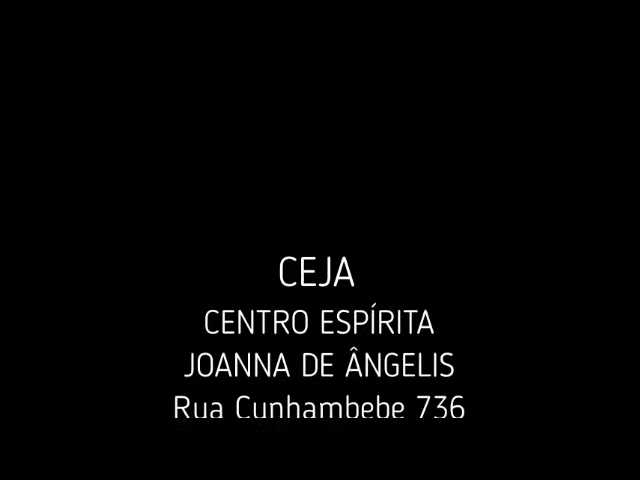 CEJA
CENTRO ESPÍRITA
JOANNA DE ÂNGELIS
Rua Cunhambebe 736